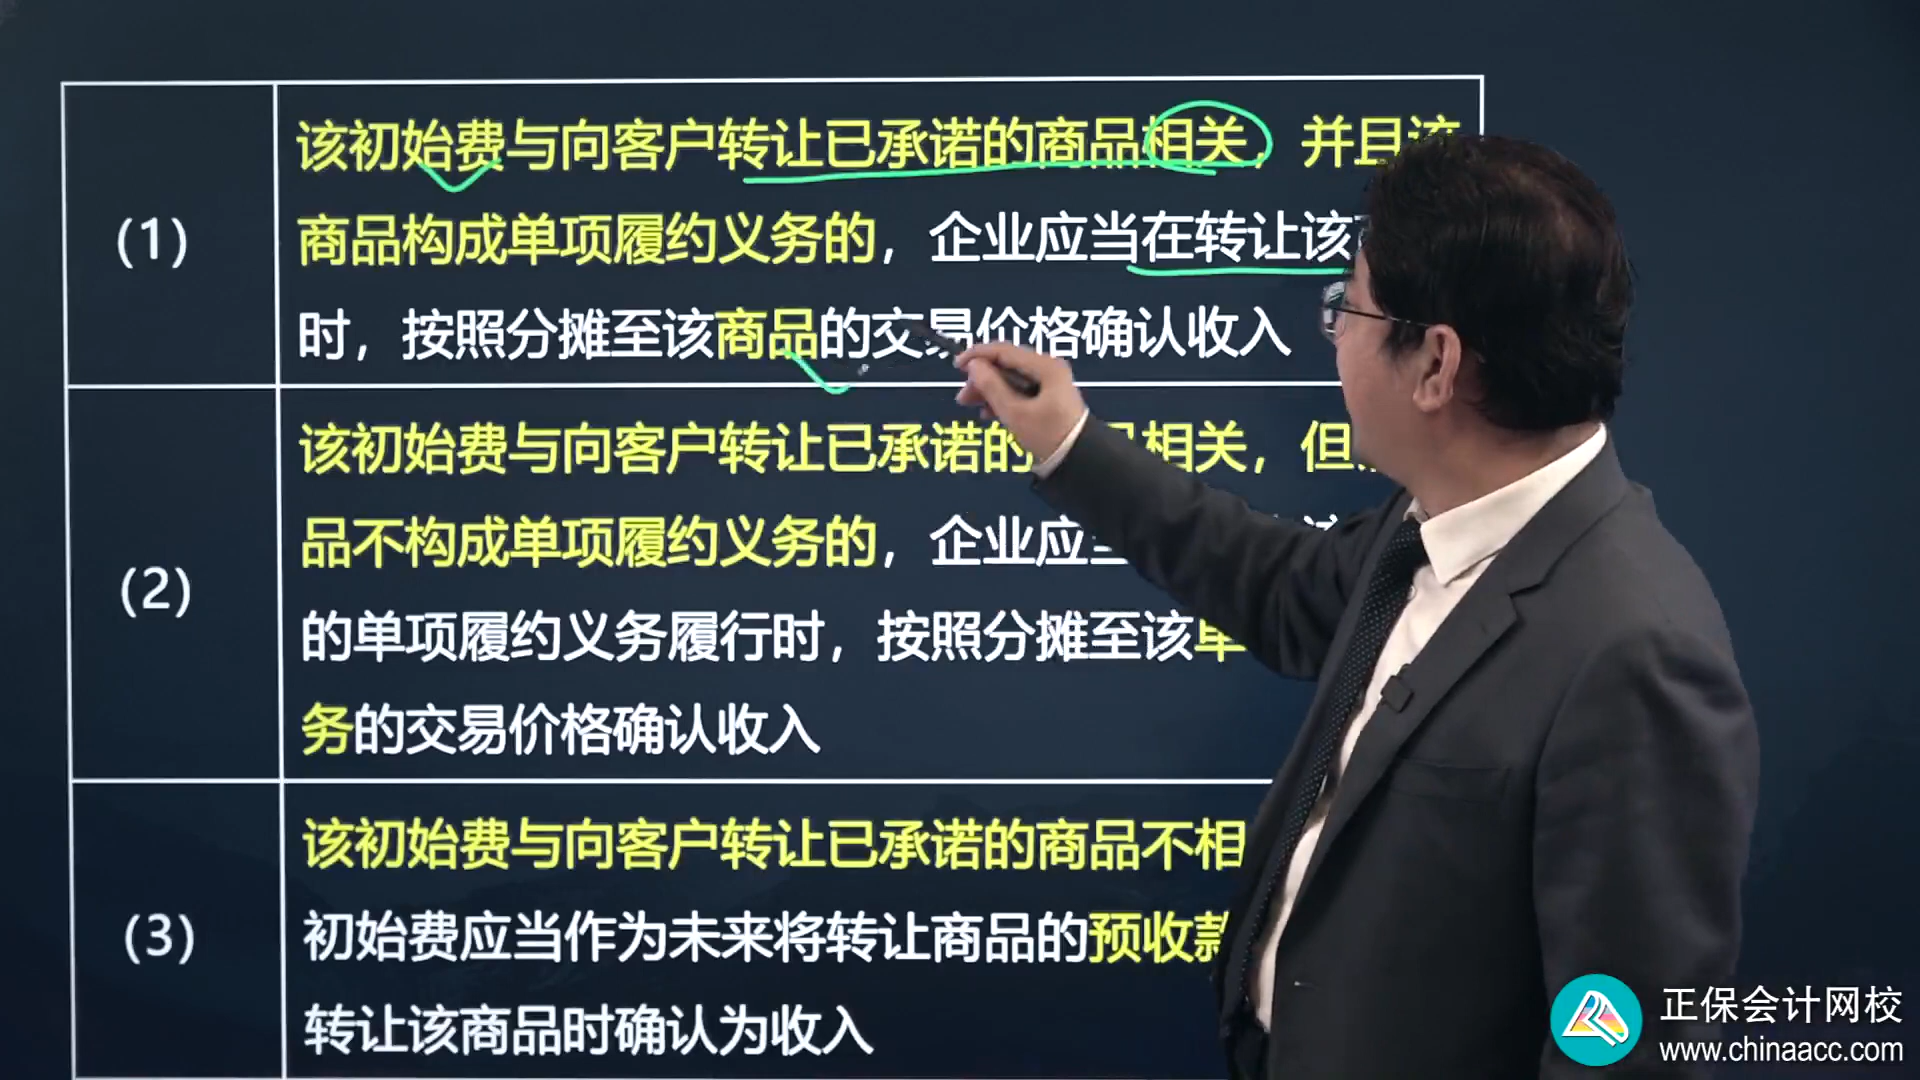 (1)
该初始费与向客户转让已承诺的商品相关，并且该
商品构成单项履约义务的，企业应当在转让该
时，按照分摊至该商品的交易价格确认收入
(2)
该初始费与向客户转让已承诺的 相关，但
品不构成单项履约义务的，企业应
的单项履约义务履行时，按照分摊至该单
务的交易价格确认收入
(3)
该初始费与向客户转让已承诺的商品不相
初始费应当作为未来将转让商品的预收款
转让该商品时确认为收入
正保会计网校
www.chinaacc.com